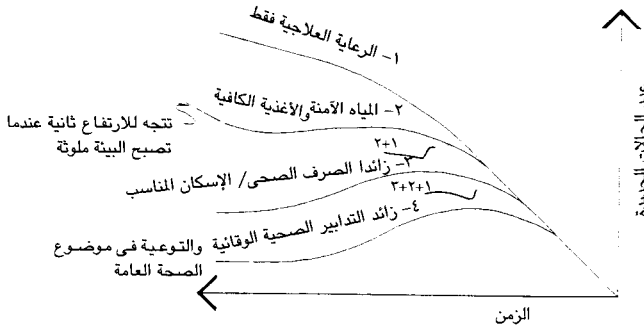 ١- الرعاية العلاجية فقط
٢- المياه الآمنة والأغذية الكافية
تتجه للارتفاع ثانية عندما
تصبح البيئة ملوثة
١+٢
٣- زائدا الصرف الصحى/ الإسكان المناسب
١+٢+٣
٤- زائد التدابير الصحية الوقائية والتوعية فى موضوع
الصحة العامة
الزمن